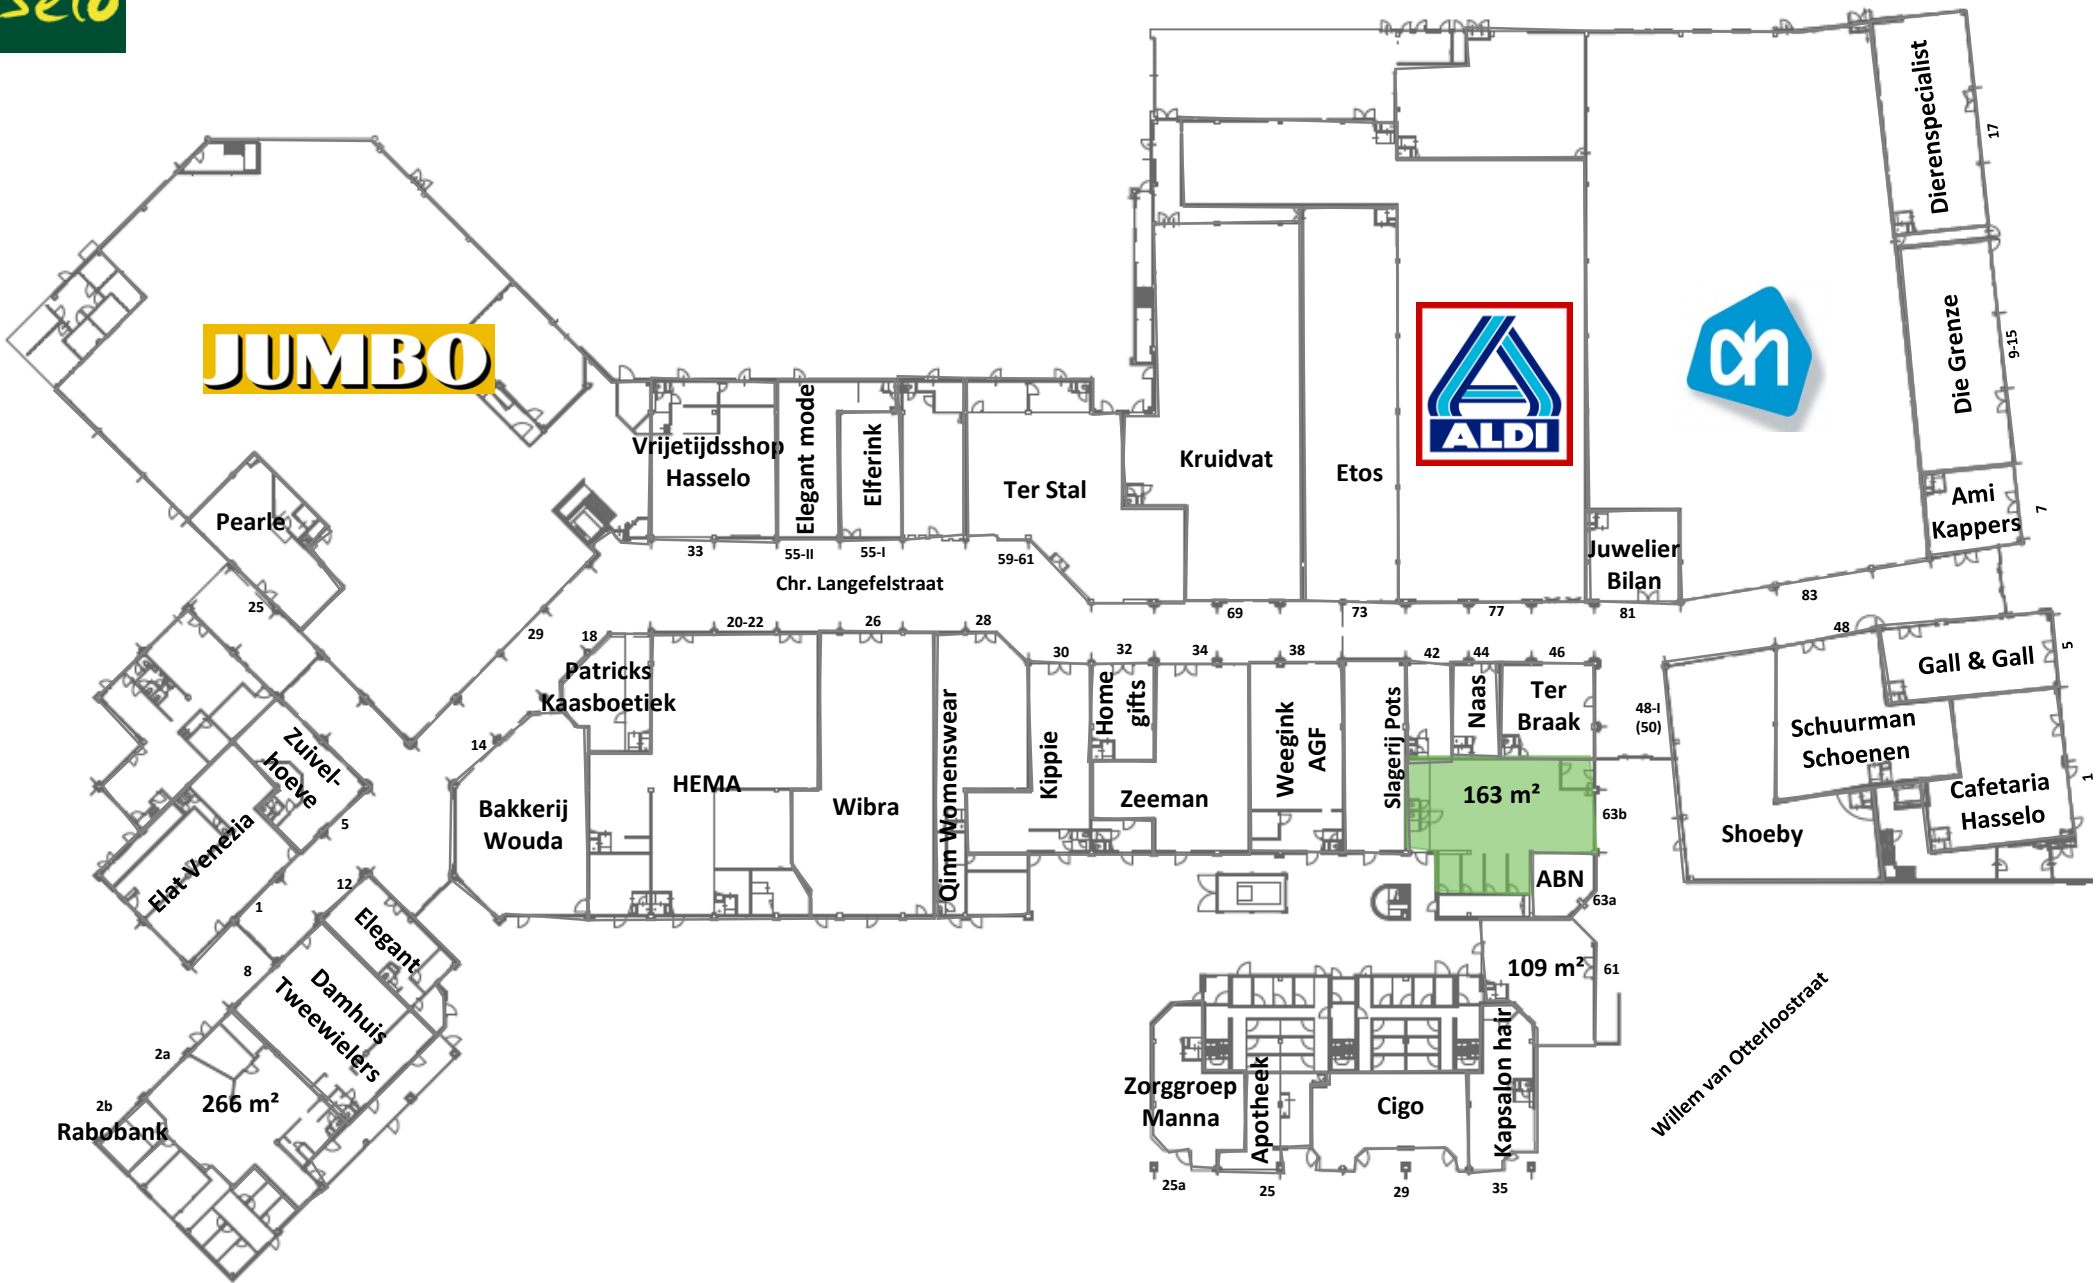 selo
JUMBO
ALDI
ah
Dierenspecialist
17
Die Grenze
9-15
Ami
Kappers
7
Pearle
25
29
Vrijetijdsshop
Hasselo
33
Elegant mode
55-II
Elferink
55-I
Ter Stal
59-61
Kruidvat
69
Etos
73
77
Juwelier
Bilan
81
83
Chr. Langefelstraat
18
Patricks
Kaasboetiek
20-22
HEMA
26
Wibra
28
Qinn Womenswear
30
Kippie
32
Home
gifts
34
Zeeman
38
Weegink
AGF
Slagerij Pots
42
44
Naas
46
Ter
Braak
48-I
(50)
48
Gall & Gall
5
Schuurman
Schoenen
Shoeby
Cafetaria
Hasselo
1
163 m²
63b
ABN
63a
109 m²
61
14
Bakkerij
Wouda
Zuivel-
hoeve
5
Elat Venezia
1
12
Elegant
8
Damhuis
Tweewielers
2a
266 m²
2b
Rabobank
Zorggroep
Manna
25a
Apotheek
25
Cigo
29
Kapsalon hair
35
Willem van Otterloostraat